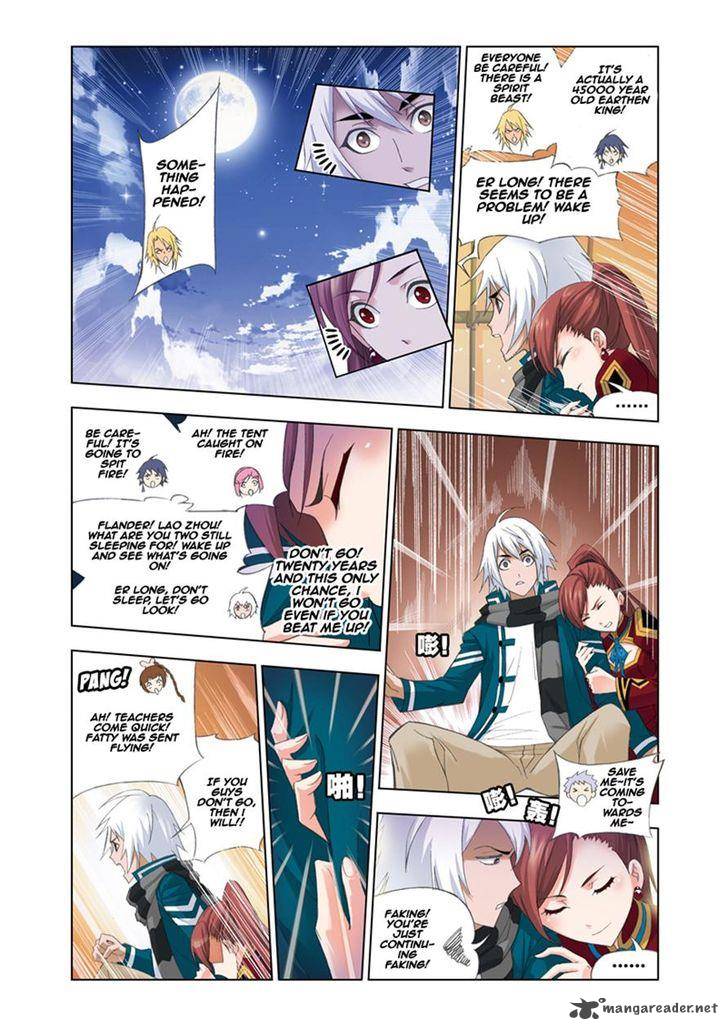 SOME-
THING
HAP-
PENED!
EVERYONE
BE CAREFUL!
THERE IS A
SPIRIT
BEAST!
IT'S
ACTUALLY A
45000 YEAR
OLD EARTHEN
KING!
ER LONG! THERE
SEEMS TO BE A
PROBLEM! WAKE
UP!
......
BE CARE-
FUL! IT'S
GOING TO
SPIT
FIRE!
AH! THE TENT
CAUGHT ON
FIRE!
FLANDER! LAO ZHOU!
WHAT ARE YOU TWO STILL
SLEEPING FOR! WAKE UP
AND SEE WHAT'S GOING
ON!
ER LONG, DON'T
SLEEP, LET'S GO
LOOK!
DON'T GO!
TWENTY YEARS
AND THIS ONLY
CHANCE, I
WON'T GO
EVEN IF YOU
BEAT ME UP!
嘭!
PANG!
AH! TEACHERS
COME QUICK!
FATTY WAS SENT
FLYING!
IF YOU
GUYS
DON'T GO,
THEN I
WILL!!
啪!
嘭!
轰!
SAVE
ME~IT'S
COMING
TO-
WARDS
ME~
FAKING!
YOU'RE
JUST
CONTINU-
ING
FAKING!
......
mangareader.net